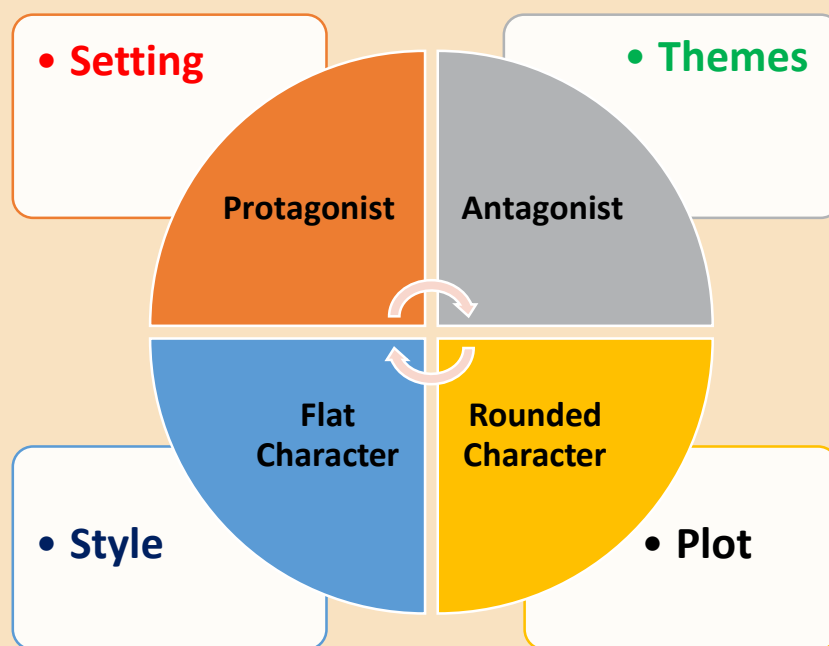 • Setting
• Themes
Protagonist
Antagonist
Flat
Character
Rounded
Character
• Style
• Plot